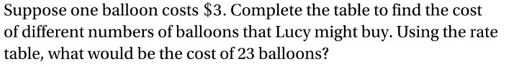 Suppose one balloon costs $3. Complete the table to find the cost
of different numbers of balloons that Lucy might buy. Using the rate
table, what would be the cost of 23 balloons?